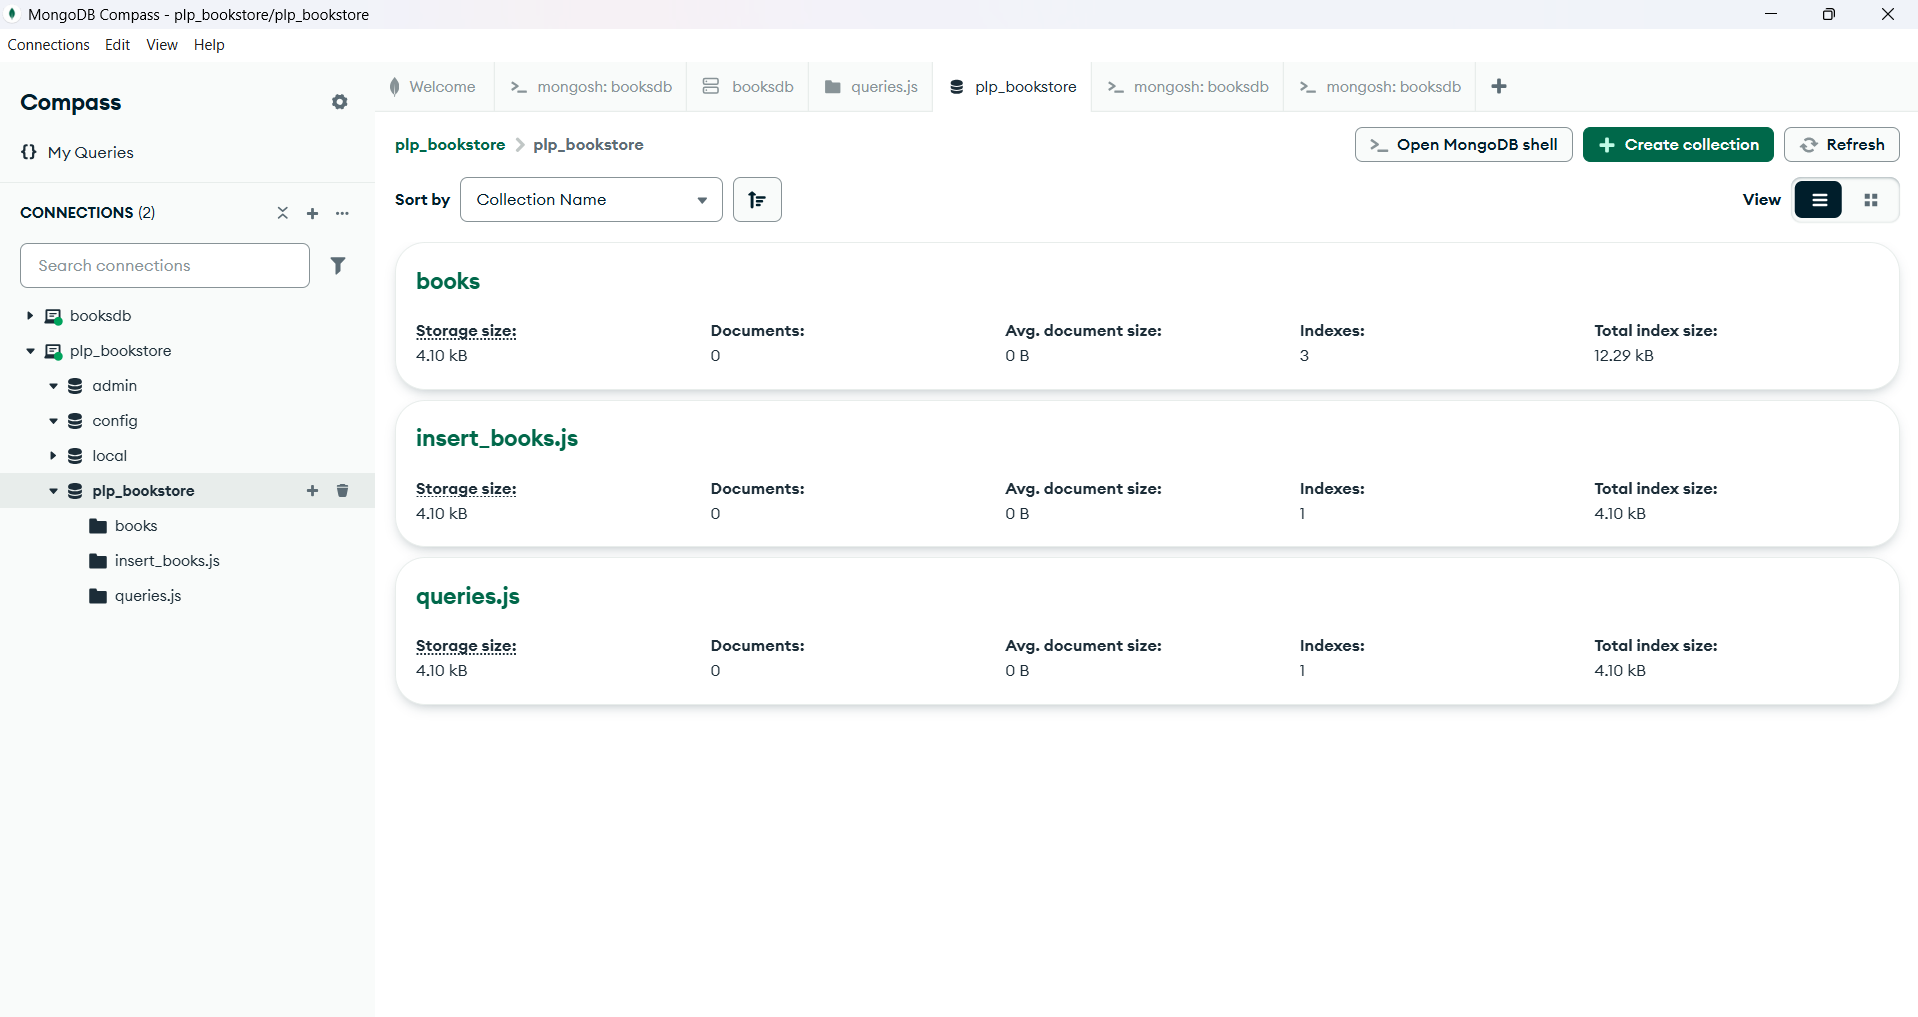 MongoDB Compass - plp_bookstore/plp_bookstore
Connections Edit View Help
Compass
My Queries
CONNECTIONS (2)
Search connections
booksdb
plp_bookstore
admin
config
local
plp_bookstore
books
insert_books.js
queries.js
Welcome
mongosh: booksdb
booksdb
queries.js
plp_bookstore
mongosh: booksdb
mongosh: booksdb
plp_bookstore plp_bookstore
Open MongoDB shell
Create collection
Refresh
Sort by Collection Name
View
books
Storage size: Documents: Avg. document size: Indexes: Total index size:
4.10 kB 0 0 B 3 12.29 kB
insert_books.js
Storage size: Documents: Avg. document size: Indexes: Total index size:
4.10 kB 0 0 B 1 4.10 kB
queries.js
Storage size: Documents: Avg. document size: Indexes: Total index size:
4.10 kB 0 0 B 1 4.10 kB